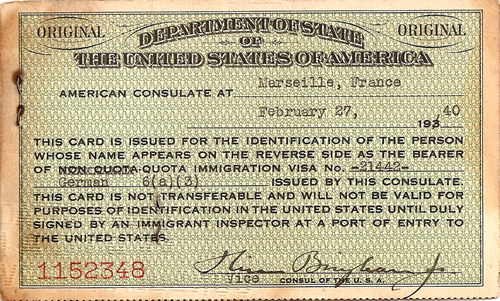 ORIGINAL DEPARTMENT OF STATE ORIGINAL
OF
THE UNITED STATES OF AMERICA
AMERICAN CONSULATE AT Marseille, France
February 27, 193 40
THIS CARD IS ISSUED FOR THE IDENTIFICATION OF THE PERSON
WHOSE NAME APPEARS ON THE REVERSE SIDE AS THE BEARER
OF NON QUOTA-QUOTA IMMIGRATION VISA No. -21442-
German 6(a)(3) ISSUED BY THIS CONSULATE.
THIS CARD IS NOT TRANSFERABLE AND WILL NOT BE VALID FOR
PURPOSES OF IDENTIFICATION IN THE UNITED STATES UNTIL DULY
SIGNED BY AN IMMIGRANT INSPECTOR AT A PORT OF ENTRY TO
THE UNITED STATES.
1152348 Hiram Bingham Jr
Vice CONSUL OF THE U.S.A.